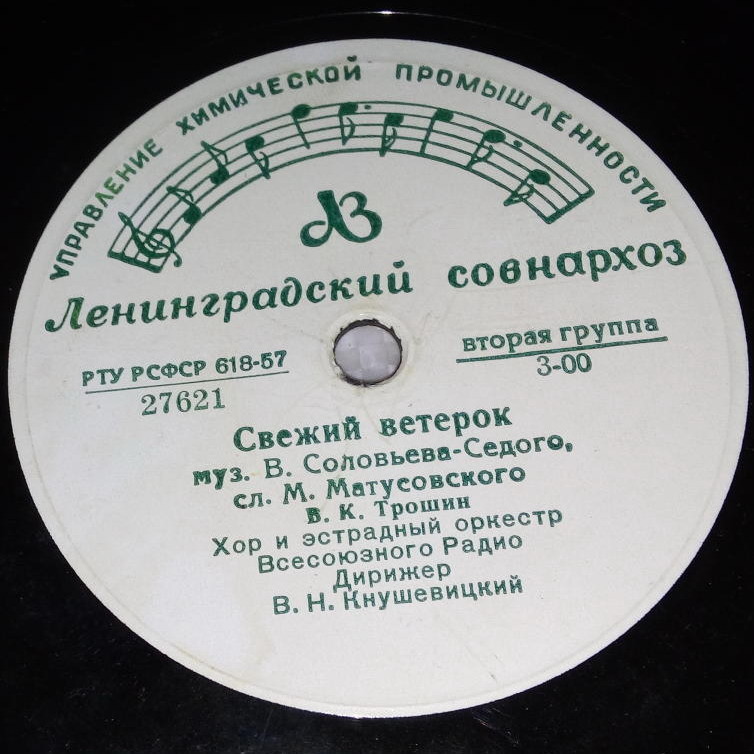 УПРАВЛЕНИЕ ХИМИЧЕСКОЙ ПРОМЫШЛЕННОСТИ
ЛЗ
Ленинградский совнархоз
РТУ РСФСР 618-57
27621
вторая группа
3-00
Свежий ветерок
муз. В. Соловьева-Седого,
сл. М. Матусовского
В. К. Трошин
Хор и эстрадный оркестр
Всесоюзного Радио
Дирижер
В. Н. Кнушевицкий